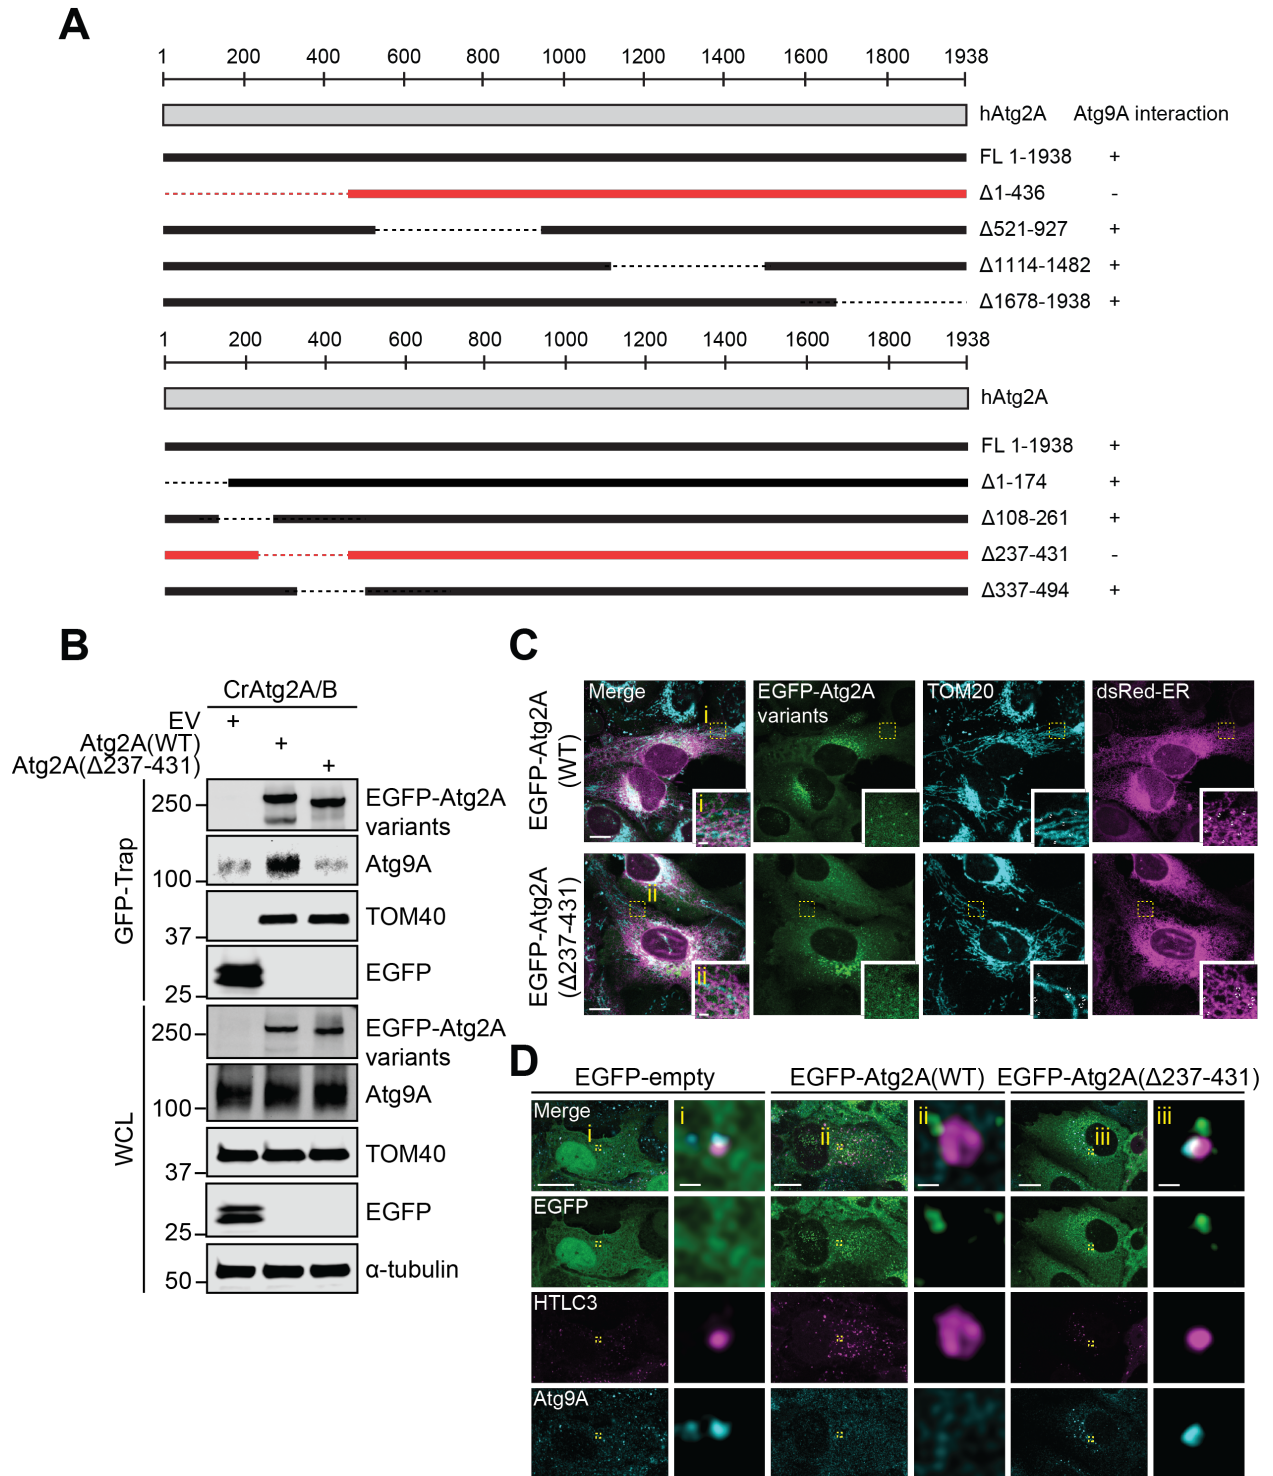 A
1 200 400 600 800 1000 1200 1400 1600 1800 1938
hAtg2A Atg9A interaction
FL 1-1938 +
Δ1-436 -
Δ521-927 +
Δ1114-1482 +
Δ1678-1938 +
1 200 400 600 800 1000 1200 1400 1600 1800 1938
hAtg2A
FL 1-1938 +
Δ1-174 +
Δ108-261 +
Δ237-431 -
Δ337-494 +
B
CrAtg2A/B
EV +
Atg2A(WT) +
Atg2A(Δ237-431) +
GFP-Trap
250 EGFP-Atg2A
variants
Atg9A
100
TOM40
37
EGFP
25
WCL
250 EGFP-Atg2A
variants
Atg9A
100
TOM40
37
EGFP
25
α-tubulin
50
C
EGFP-Atg2A
(WT)
Merge EGFP-Atg2A TOM20 dsRed-ER
variants
i
i
EGFP-Atg2A
(Δ237-431)
ii
ii
D
EGFP-empty EGFP-Atg2A(WT) EGFP-Atg2A(Δ237-431)
Merge i i ii ii iii iii
EGFP
HTLC3
Atg9A